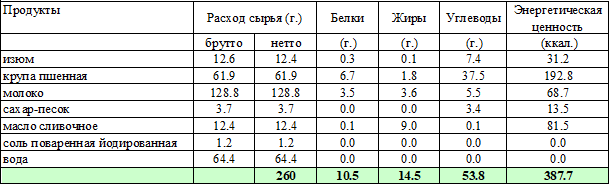 Продукты Расход сырья (г.) Белки Жиры Углеводы Энергетическая ценность
брутто нетто (г.) (г.) (г.) (ккал.)
изюм 12.6 12.4 0.3 0.1 7.4 31.2
крупа пшенная 61.9 61.9 6.7 1.8 37.5 192.8
молоко 128.8 128.8 3.5 3.6 5.5 68.7
сахар-песок 3.7 3.7 0.0 0.0 3.4 13.5
масло сливочное 12.4 12.4 0.1 9.0 0.1 81.5
соль поваренная йодированная 1.2 1.2 0.0 0.0 0.0 0.0
вода 64.4 64.4 0.0 0.0 0.0 0.0
260 10.5 14.5 53.8 387.7